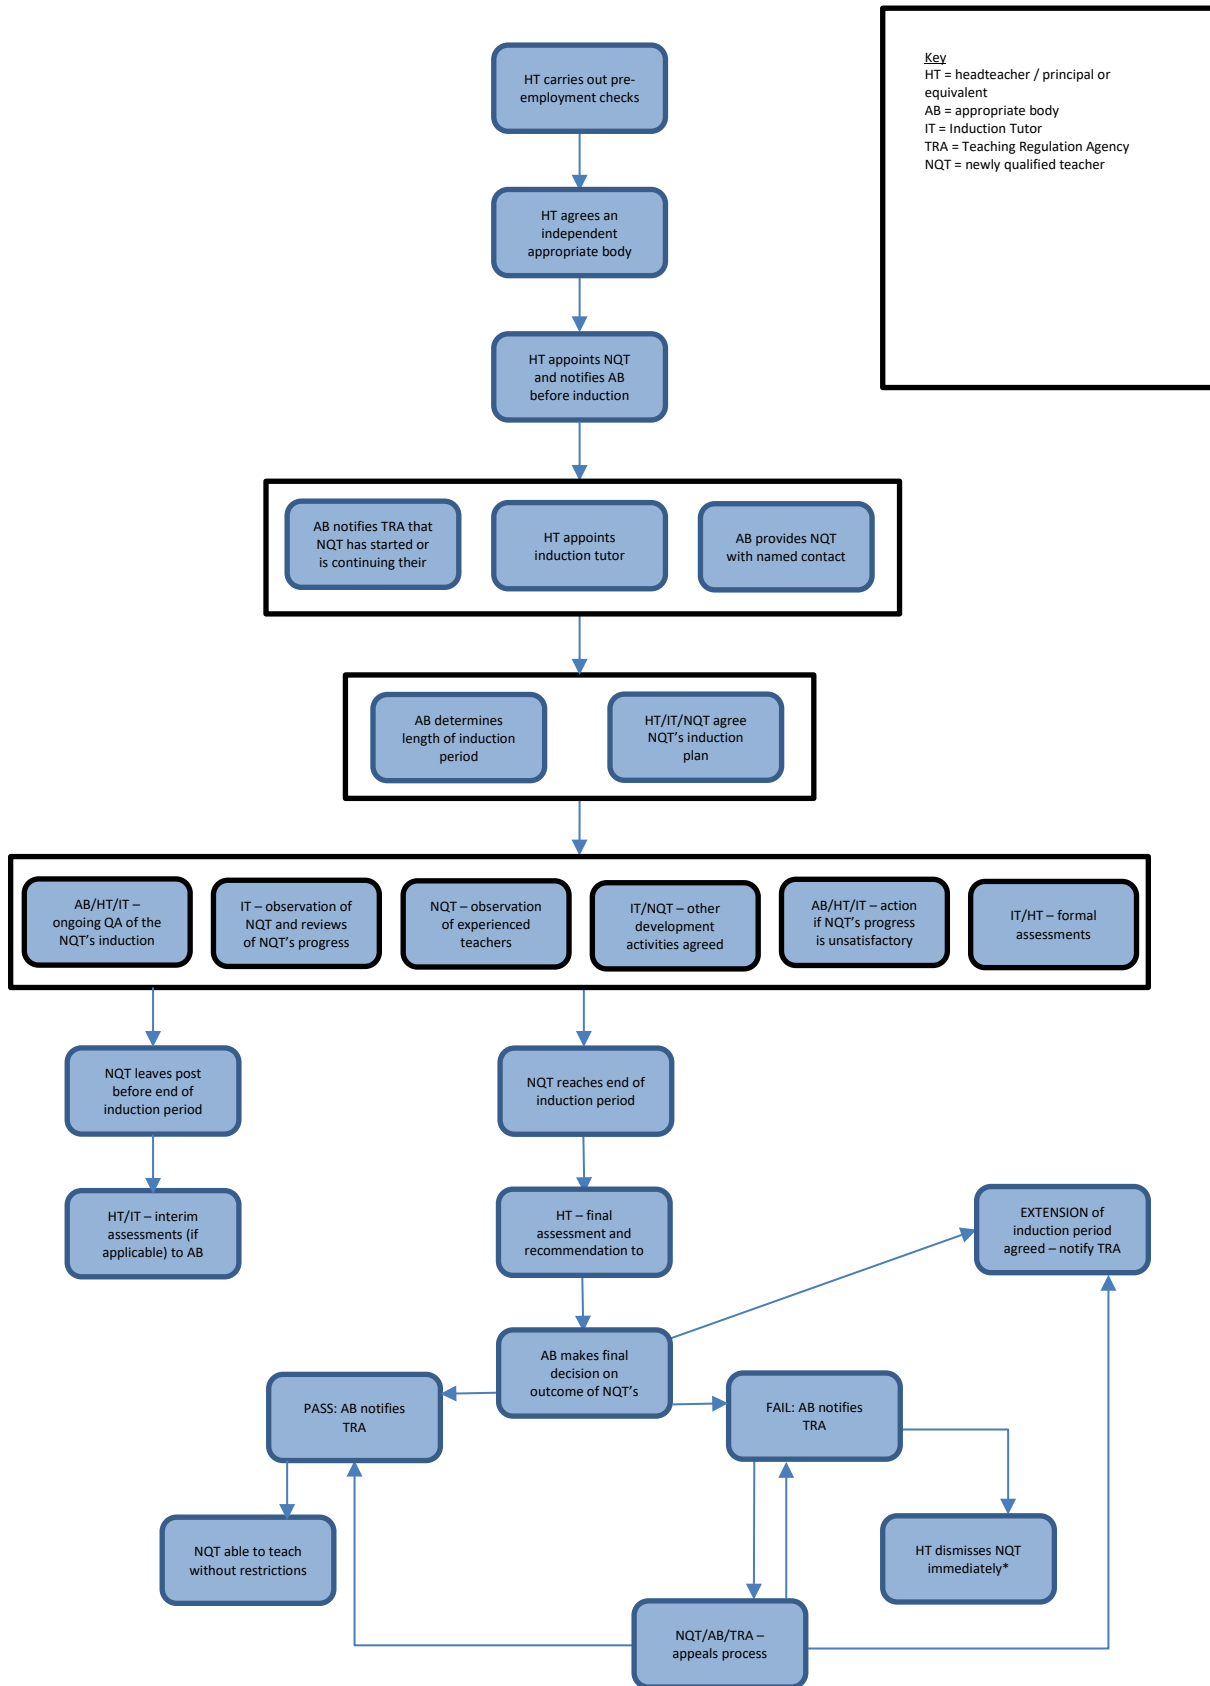 HT carries out pre-
employment checks
Key
HT = headteacher / principal or
equivalent
AB = appropriate body
IT = Induction Tutor
TRA = Teaching Regulation Agency
NQT = newly qualified teacher
HT agrees an
independent
appropriate body
HT appoints NQT
and notifies AB
before induction
AB notifies TRA that
NQT has started or
is continuing their
HT appoints
induction tutor
AB provides NQT
with named contact
AB determines
length of induction
period
HT/IT/NQT agree
NQT's induction
plan
AB/HT/IT –
ongoing QA of the
NQT's induction
IT – observation of
NQT and reviews
of NQT's progress
NQT – observation
of experienced
teachers
IT/NQT – other
development
activities agreed
AB/HT/IT – action
if NQT's progress
is unsatisfactory
IT/HT – formal
assessments
NQT leaves post
before end of
induction period
NQT reaches end of
induction period
HT/IT – interim
assessments (if
applicable) to AB
HT – final
assessment and
recommendation to
EXTENSION of
induction period
agreed – notify TRA
AB makes final
decision on
outcome of NQT's
PASS: AB notifies
TRA
FAIL: AB notifies
TRA
NQT able to teach
without restrictions
HT dismisses NQT
immediately*
NQT/AB/TRA –
appeals process